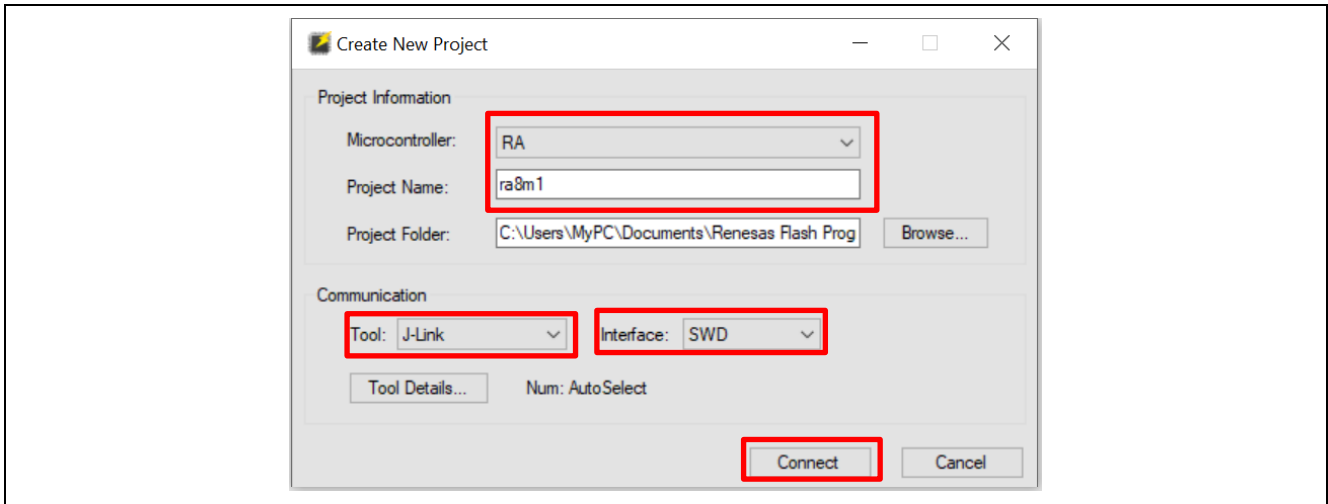 Create New Project
Project Information
Microcontroller: RA
Project Name: ra8m1
Project Folder: C:\Users\MyPC\Documents\Renesas Flash Prog Browse...
Communication
Tool: J-Link Interface: SWD
Tool Details... Num: AutoSelect
Connect Cancel